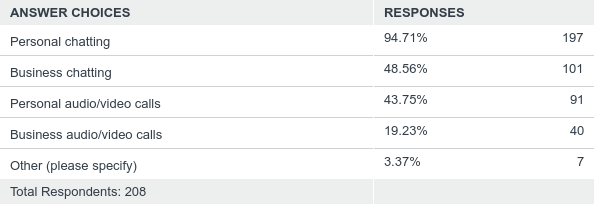 ANSWER CHOICES RESPONSES
Personal chatting 94.71% 197
Business chatting 48.56% 101
Personal audio/video calls 43.75% 91
Business audio/video calls 19.23% 40
Other (please specify) 3.37% 7
Total Respondents: 208